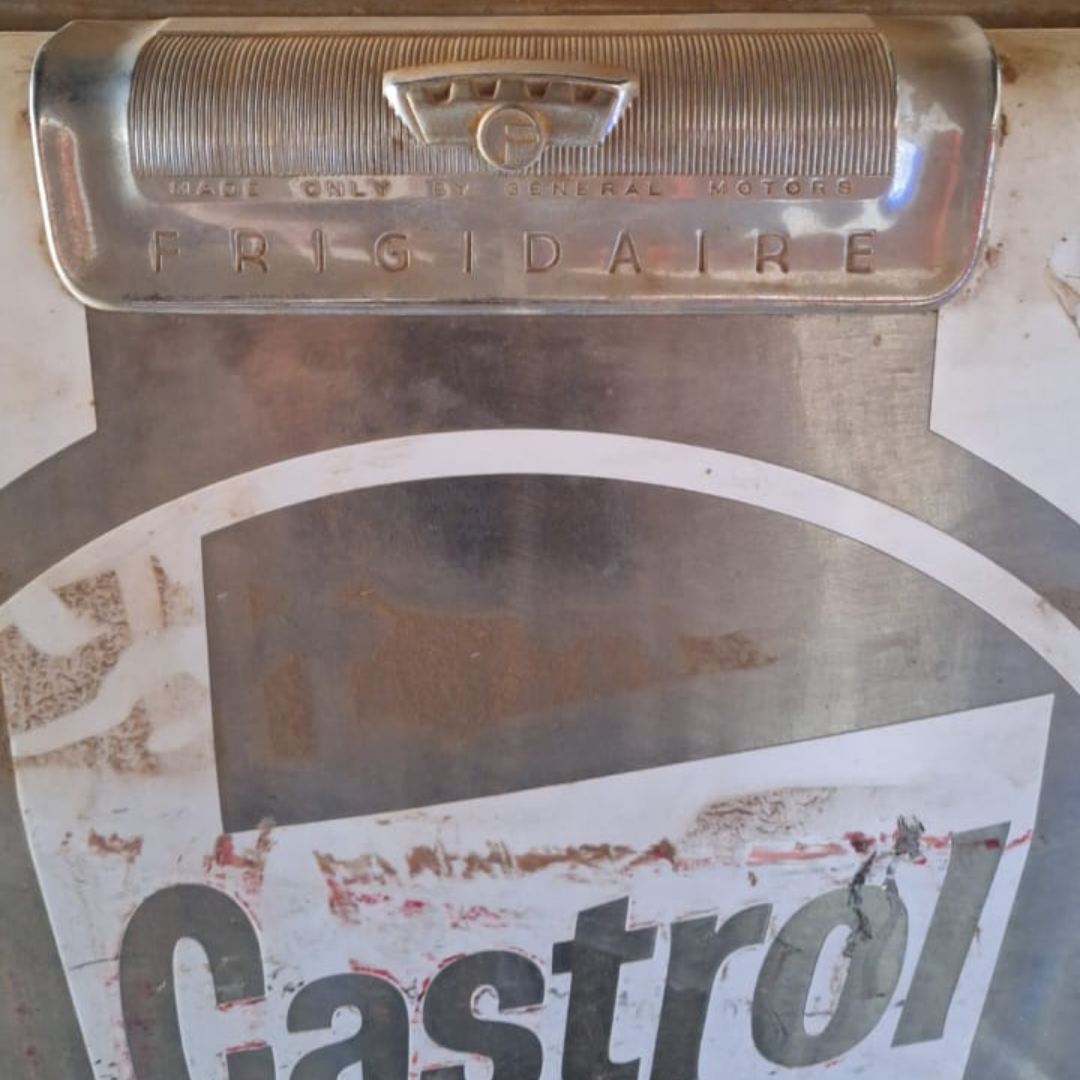 F
MADE ONLY BY GENERAL MOTORS
FRIGIDAIRE
Castrol